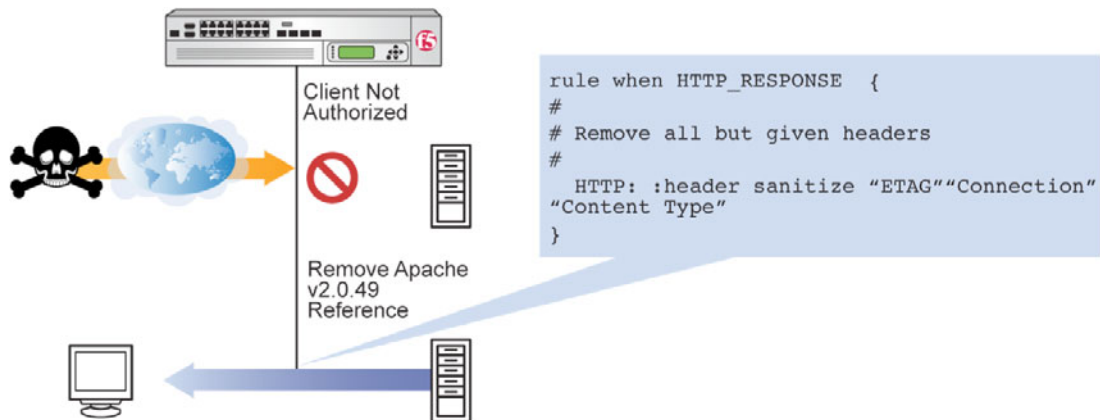 f5
Client Not
Authorized
rule when HTTP_RESPONSE  {
#
# Remove all but given headers
#
  HTTP: :header sanitize “ETAG”“Connection”
“Content Type”
}
Remove Apache
v2.0.49
Reference